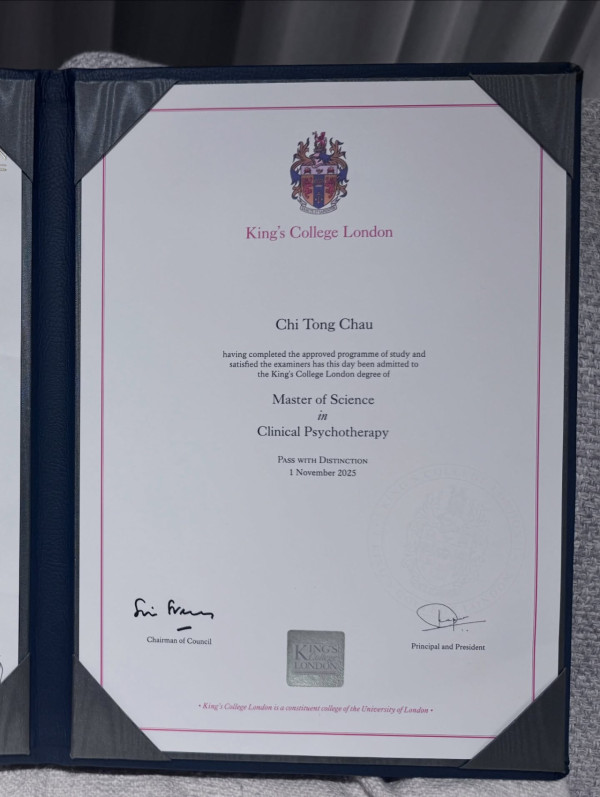 King's College London
Chi Tong Chau
having completed the approved programme of study and
satisfied the examiners has this day been admitted to
the King's College London degree of
Master of Science
in
Clinical Psychotherapy
Pass with Distinction
1 November 2025
Chairman of Council
Principal and President
KING'S
College
LONDON
• King's College London is a constituent college of the University of London •